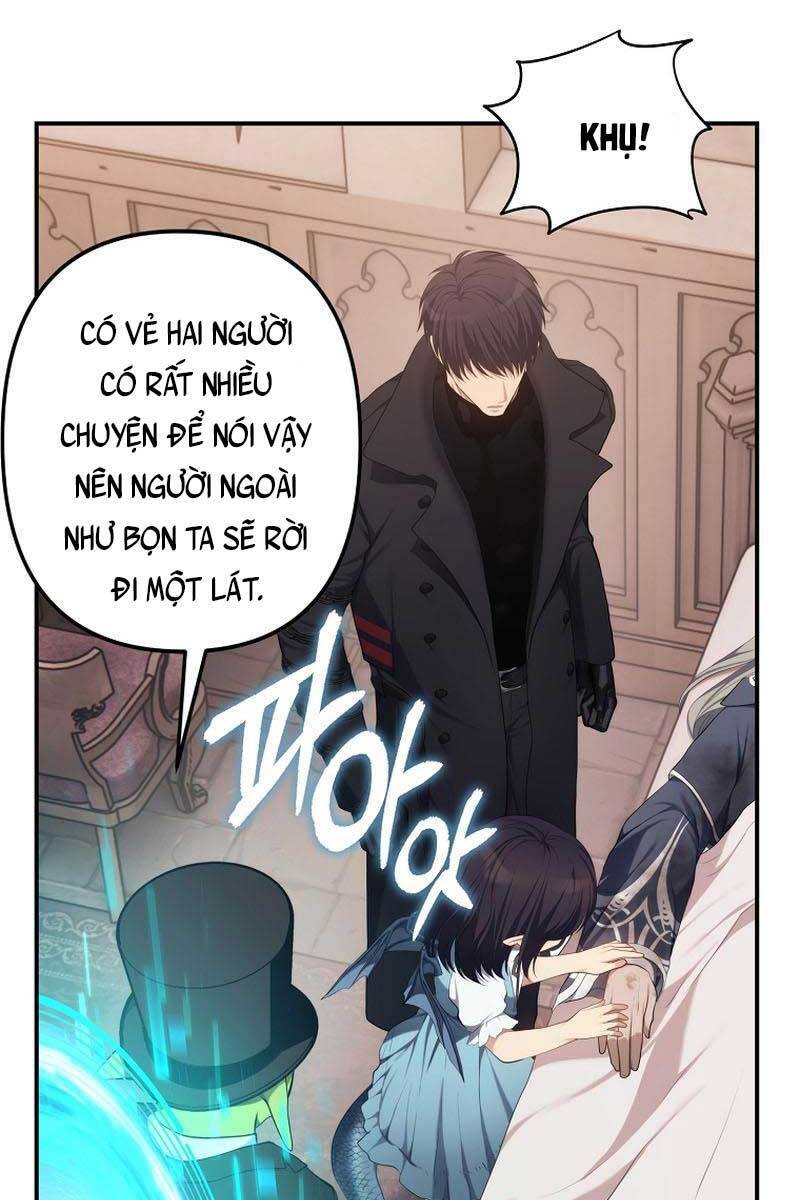 KHỤ!
CÓ VẺ HAI NGƯỜI
CÓ RẤT NHIỀU
CHUYỆN ĐỂ NÓI VẬY
NÊN NGƯỜI NGOÀI
NHƯ BỌN TA SẼ RỜI
ĐI MỘT LÁT.
파아아